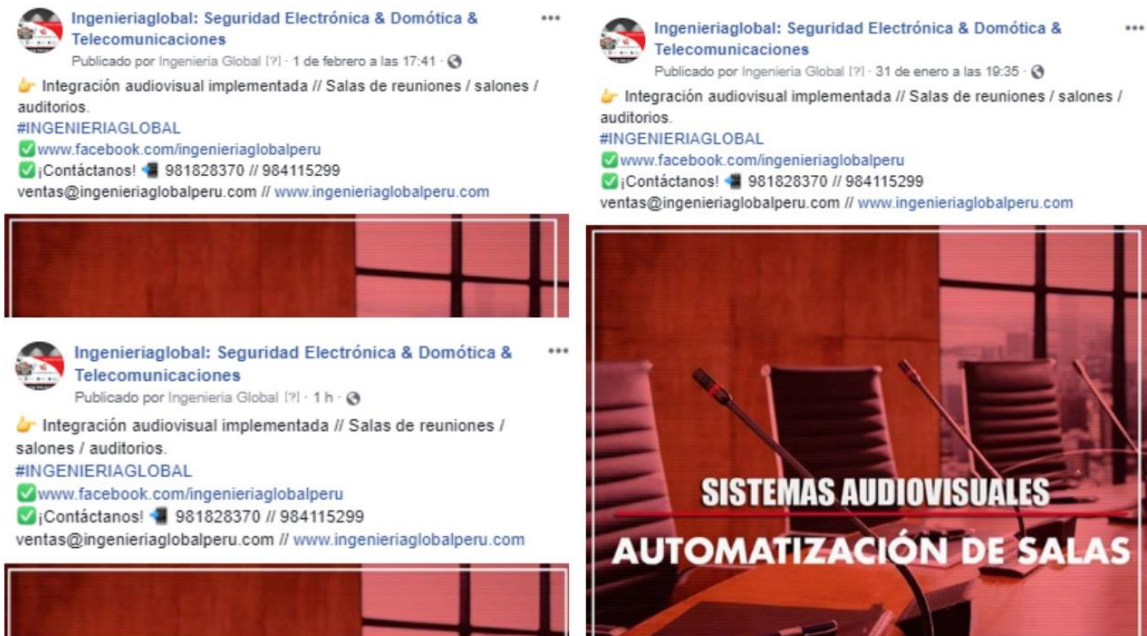 Ingenieriaglobal: Seguridad Electrónica & Domótica &
Telecomunicaciones
Publicado por Ingenieria Global [?] · 1 de febrero a las 17:41 ·
👉 Integración audiovisual implementada // Salas de reuniones / salones /
auditorios.
#INGENIERIAGLOBAL
✅www.facebook.com/ingenieriaglobalperu
✅¡Contáctanos! 📲 981828370 // 984115299
ventas@ingenieriaglobalperu.com // www.ingenieriaglobalperu.com
Ingenieriaglobal: Seguridad Electrónica & Domótica &
Telecomunicaciones
Publicado por Ingenieria Global [?] · 1 h ·
👉 Integración audiovisual implementada // Salas de reuniones /
salones / auditorios.
#INGENIERIAGLOBAL
✅www.facebook.com/ingenieriaglobalperu
✅¡Contáctanos! 📲 981828370 // 984115299
ventas@ingenieriaglobalperu.com // www.ingenieriaglobalperu.com
Ingenieriaglobal: Seguridad Electrónica & Domótica &
Telecomunicaciones
Publicado por Ingenieria Global [?] · 31 de enero a las 19:35 ·
👉 Integración audiovisual implementada // Salas de reuniones / salones /
auditorios.
#INGENIERIAGLOBAL
✅www.facebook.com/ingenieriaglobalperu
✅¡Contáctanos! 📲 981828370 // 984115299
ventas@ingenieriaglobalperu.com // www.ingenieriaglobalperu.com
SISTEMAS AUDIOVISUALES
AUTOMATIZACIÓN DE SALAS